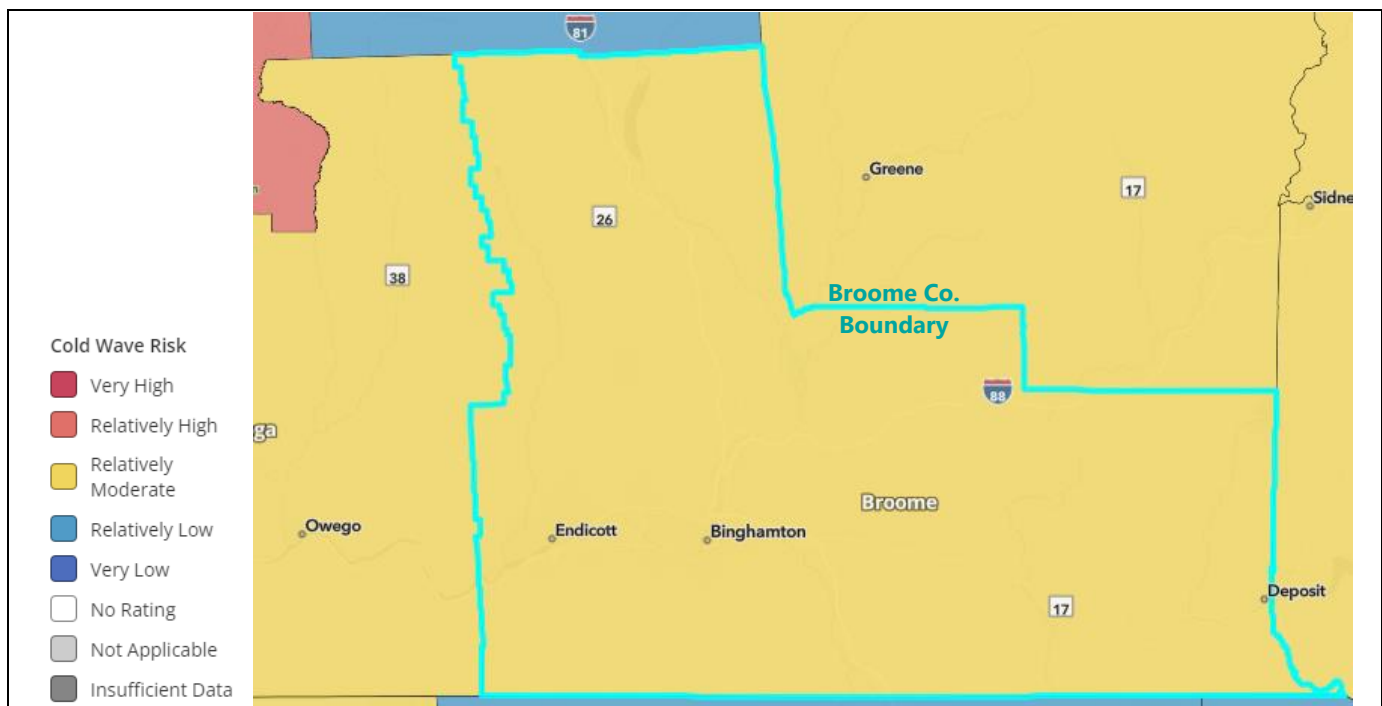 81
Greene
17
Sidne
26
38
Broome Co.
Boundary
Cold Wave Risk
Very High
Relatively High
88
ga
Relatively
Moderate
Broome
Relatively Low
Owego
Endicott
Binghamton
Very Low
Deposit
No Rating
17
Not Applicable
Insufficient Data